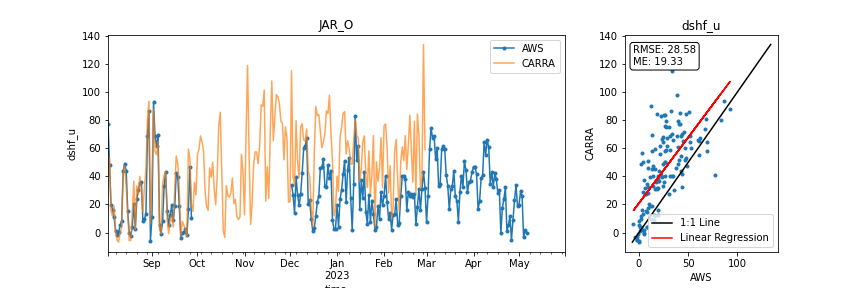 JAR_O
140
120
100
80
60
40
20
0
dshf_u
AWS
CARRA
Sep
Oct
Nov
Dec
Jan
2023
Feb
Mar
Apr
May
time
dshf_u
140
120
100
80
60
40
20
0
CARRA
RMSE: 28.58
ME: 19.33
1:1 Line
Linear Regression
0
50
100
AWS